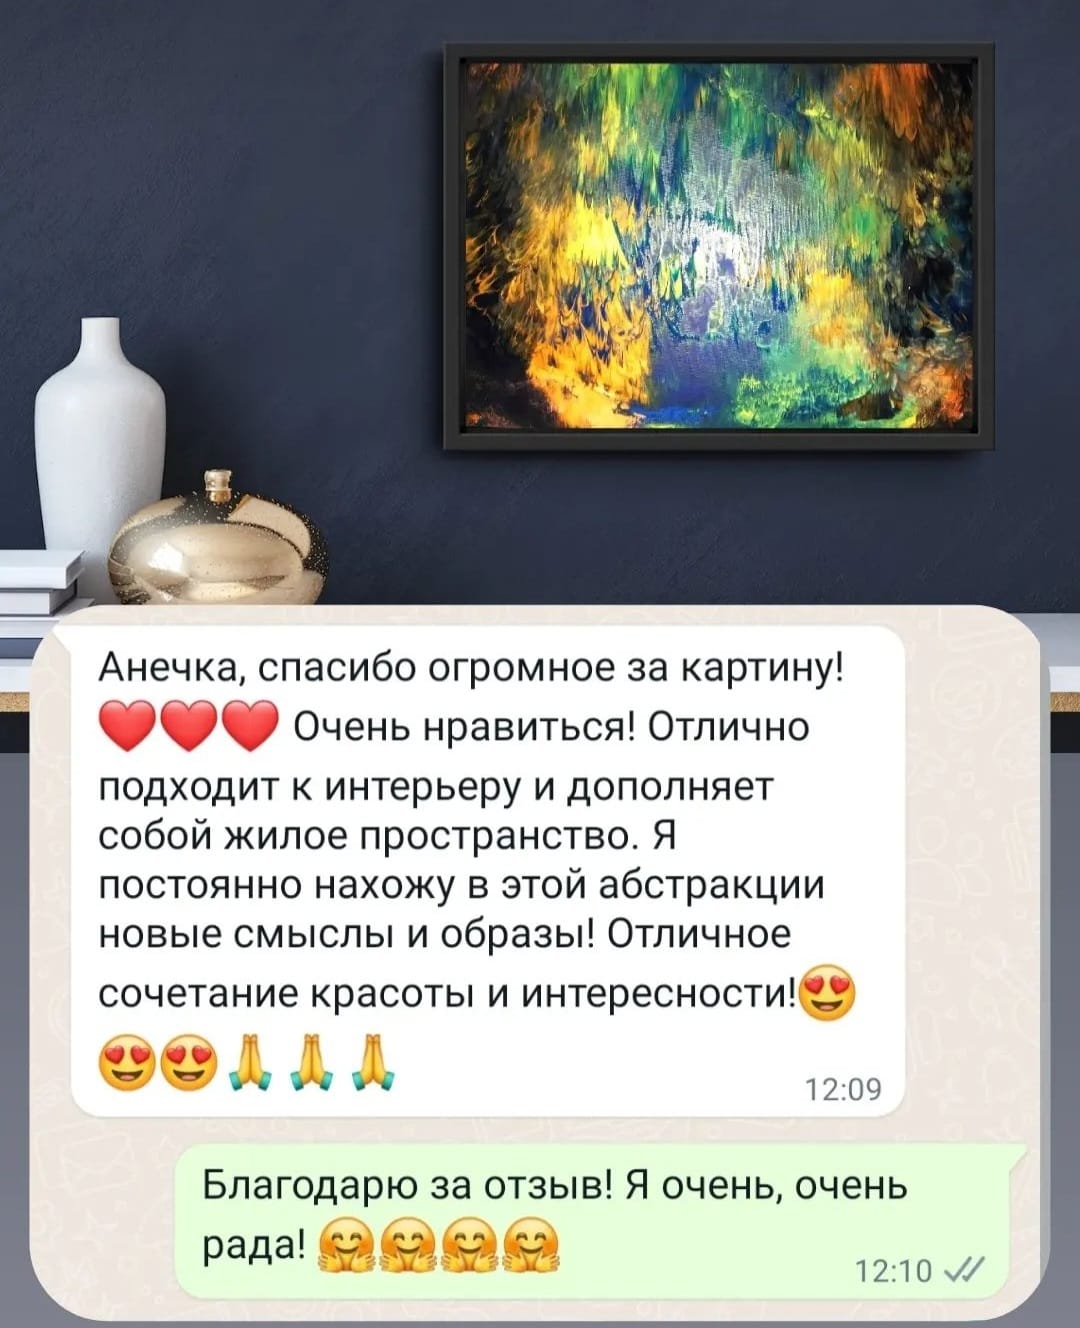 Анечка, спасибо огромное за картину!
❤️❤️❤️ Очень нравиться! Отлично
подходит к интерьеру и дополняет
собой жилое пространство. Я
постоянно нахожу в этой абстракции
новые смыслы и образы! Отличное
сочетание красоты и интересности!😍
😍😍🙏🙏🙏
12:09
Благодарю за отзыв! Я очень, очень
рада! 🤗🤗🤗🤗
12:10